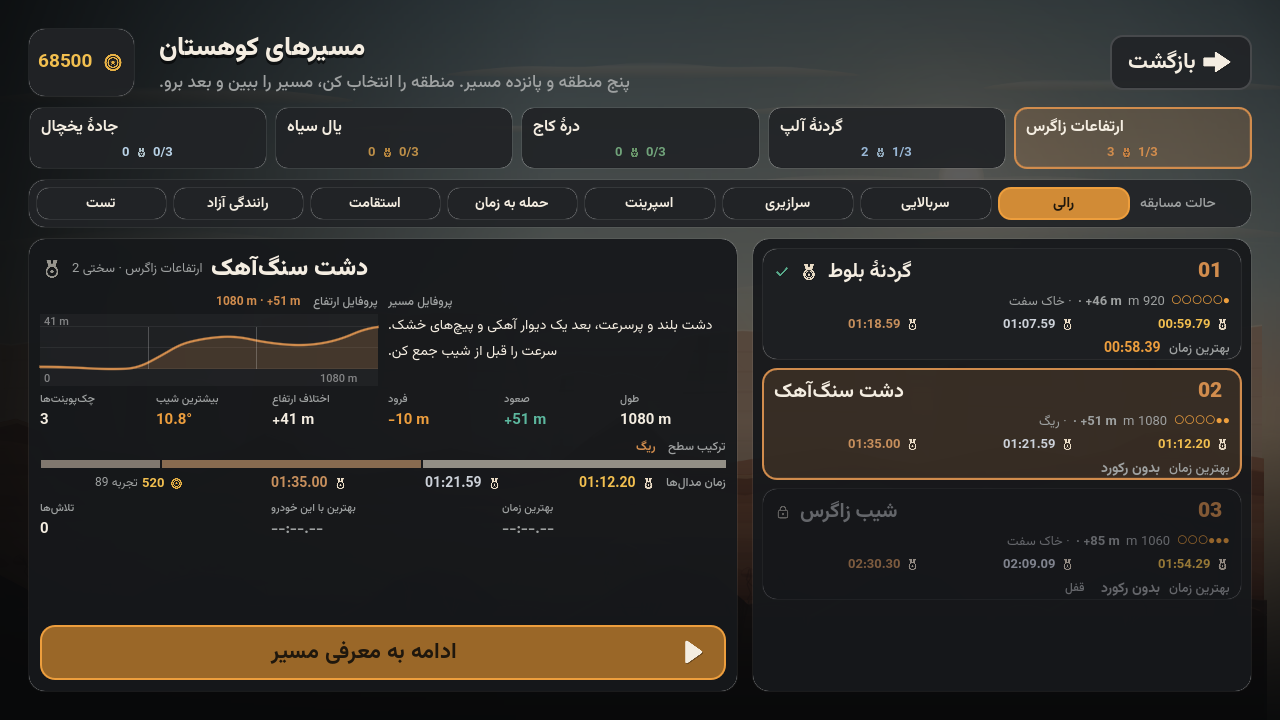 بازگشت
مسیرهای کوهستان
پنج منطقه و پانزده مسیر. منطقه را انتخاب کن، مسیر را ببین و بعد برو.
68500
ارتفاعات زاگرس
3 1/3
گردنهٔ آلپ
2 1/3
درهٔ کاج
0 0/3
یال سیاه
0 0/3
جادهٔ یخچال
0 0/3
حالت مسابقه
رالی
سربالایی
سرازیری
اسپرینت
حمله به زمان
استقامت
رانندگی آزاد
تست
01 گردنهٔ بلوط
920 m · +46 m · خاک سفت
00:59.79 01:07.59 01:18.59
بهترین زمان 00:58.39
02 دشت سنگ‌آهک
1080 m · +51 m · ریگ
01:12.20 01:21.59 01:35.00
بهترین زمان بدون رکورد
03 شیب زاگرس
1060 m · +85 m · خاک سفت
01:54.29 02:09.09 02:30.30
بهترین زمان بدون رکورد قفل
دشت سنگ‌آهک ارتفاعات زاگرس · سختی 2
پروفایل مسیر
دشت بلند و پرسرعت، بعد یک دیوار آهکی و پیچ‌های خشک.
سرعت را قبل از شیب جمع کن.
پروفایل ارتفاع 1080 m · +51 m
41 m
0 1080 m
طول صعود فرود اختلاف ارتفاع بیشترین شیب چک‌پوینت‌ها
1080 m +51 m −10 m +41 m 10.8° 3
ترکیب سطح ریگ
زمان مدال‌ها 01:12.20 01:21.59 01:35.00 520 تجربه 89
بهترین زمان بهترین با این خودرو تلاش‌ها
--:--.-- --:--.-- 0
ادامه به معرفی مسیر